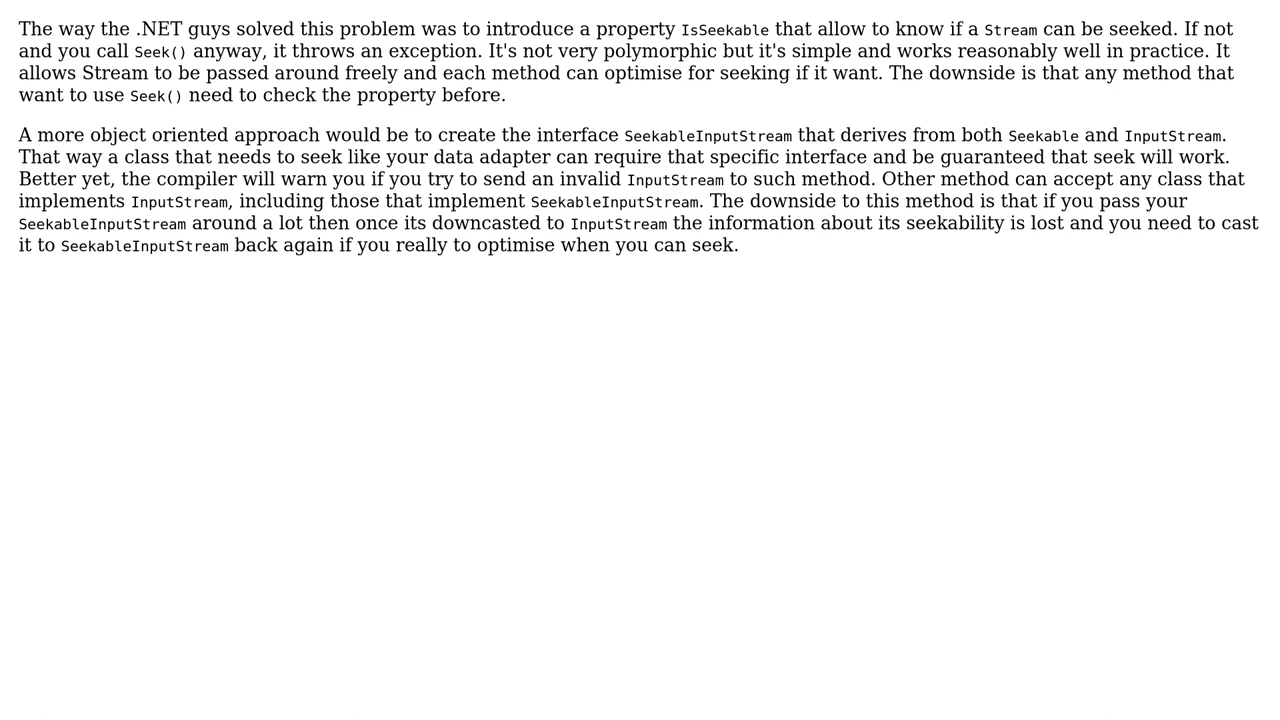 The way the .NET guys solved this problem was to introduce a property IsSeekable that allow to know if a Stream can be seeked. If not
and you call Seek() anyway, it throws an exception. It's not very polymorphic but it's simple and works reasonably well in practice. It
allows Stream to be passed around freely and each method can optimise for seeking if it want. The downside is that any method that
want to use Seek() need to check the property before.
A more object oriented approach would be to create the interface SeekableInputStream that derives from both Seekable and InputStream.
That way a class that needs to seek like your data adapter can require that specific interface and be guaranteed that seek will work.
Better yet, the compiler will warn you if you try to send an invalid InputStream to such method. Other method can accept any class that
implements InputStream, including those that implement SeekableInputStream. The downside to this method is that if you pass your
SeekableInputStream around a lot then once its downcasted to InputStream the information about its seekability is lost and you need to cast
it to SeekableInputStream back again if you really to optimise when you can seek.